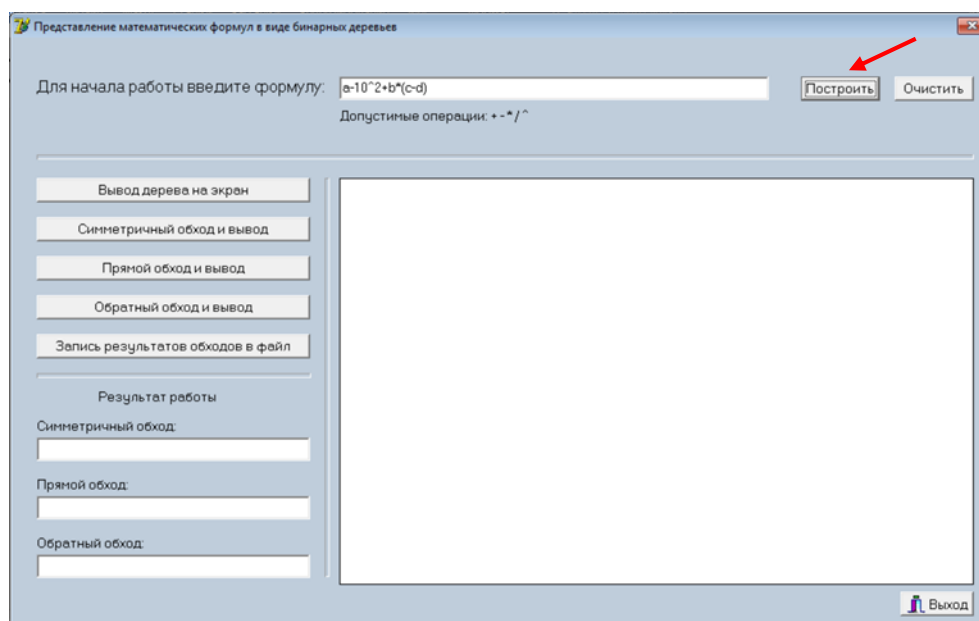 Представление математических формул в виде бинарных деревьев
Для начала работы введите формулу: a-10^2+b*(c-d) Построить Очистить
Допустимые операции: + - * / ^
Вывод дерева на экран
Симметричный обход и вывод
Прямой обход и вывод
Обратный обход и вывод
Запись результатов обходов в файл
Результат работы
Симметричный обход:
Прямой обход:
Обратный обход:
Выход